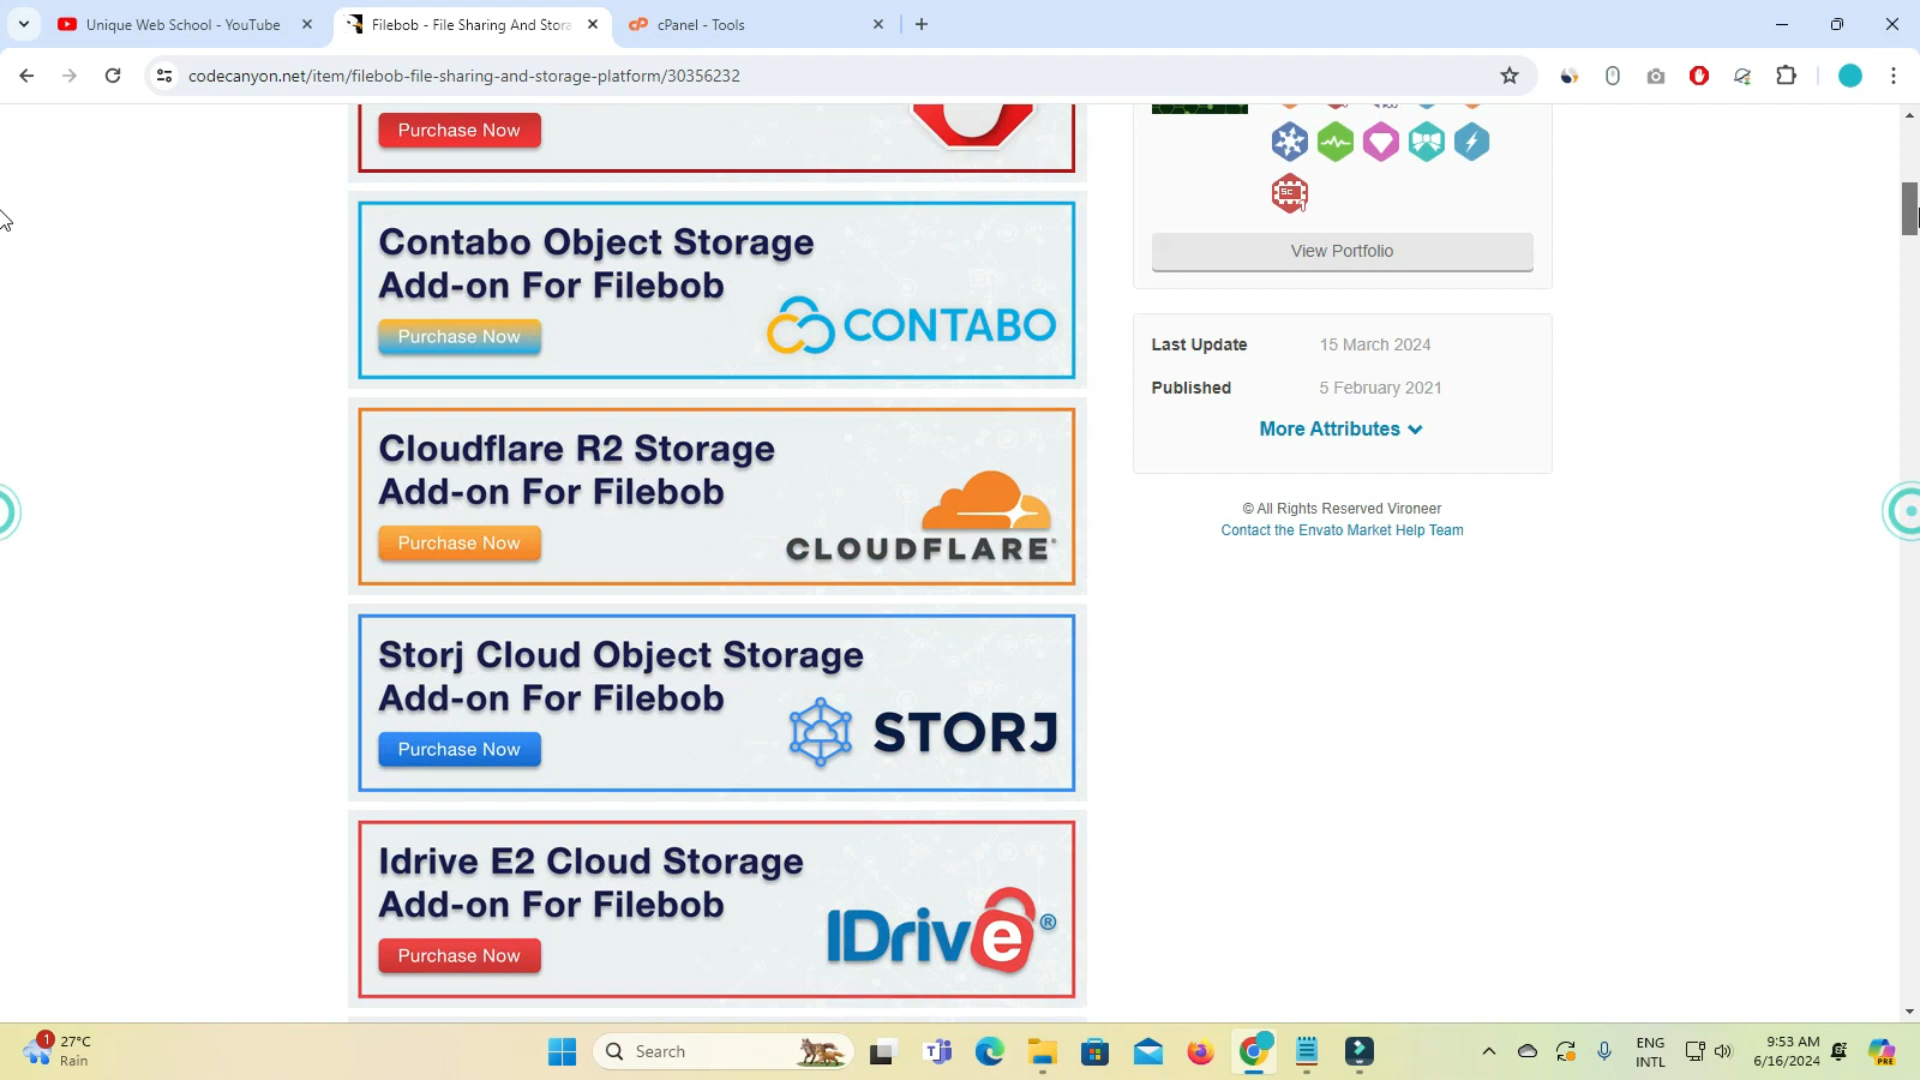 Unique Web School - YouTube
Filebob - File Sharing And Stora
cPanel - Tools
codecanyon.net/item/filebob-file-sharing-and-storage-platform/30356232
Purchase Now
Contabo Object Storage
Add-on For Filebob
Purchase Now
CONTABO
Cloudflare R2 Storage
Add-on For Filebob
Purchase Now
CLOUDFLARE
Storj Cloud Object Storage
Add-on For Filebob
Purchase Now
STORJ
Idrive E2 Cloud Storage
Add-on For Filebob
Purchase Now
IDrive®
Sc
View Portfolio
Last Update 15 March 2024
Published 5 February 2021
More Attributes
© All Rights Reserved Vironeer
Contact the Envato Market Help Team
1
27°C
Rain
Search
ENG
INTL
9:53 AM
6/16/2024
PRE